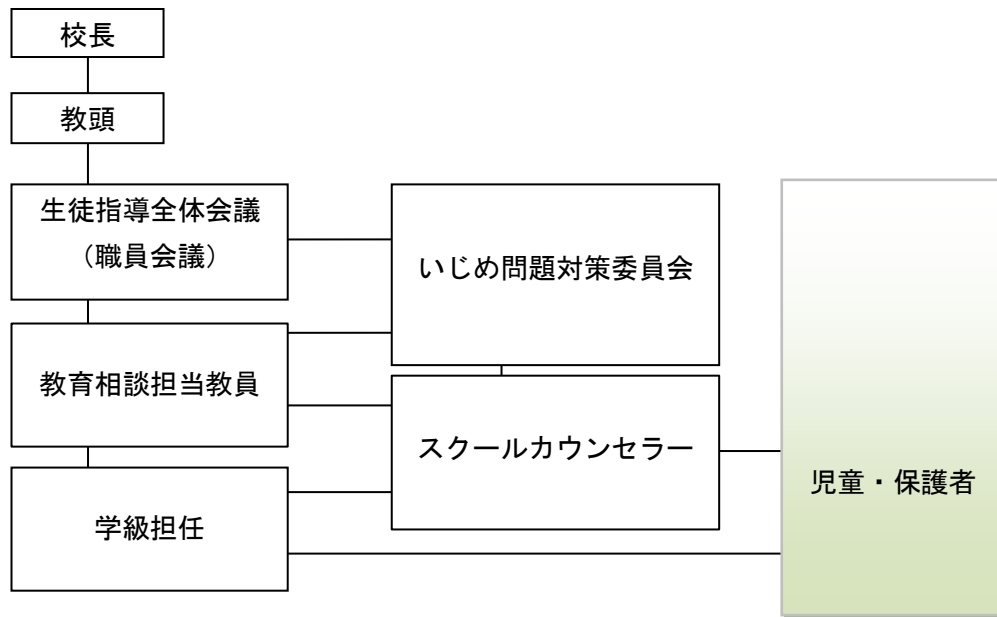 校長
教頭
生徒指導全体会議
（職員会議）
いじめ問題対策委員会
教育相談担当教員
スクールカウンセラー
児童・保護者
学級担任